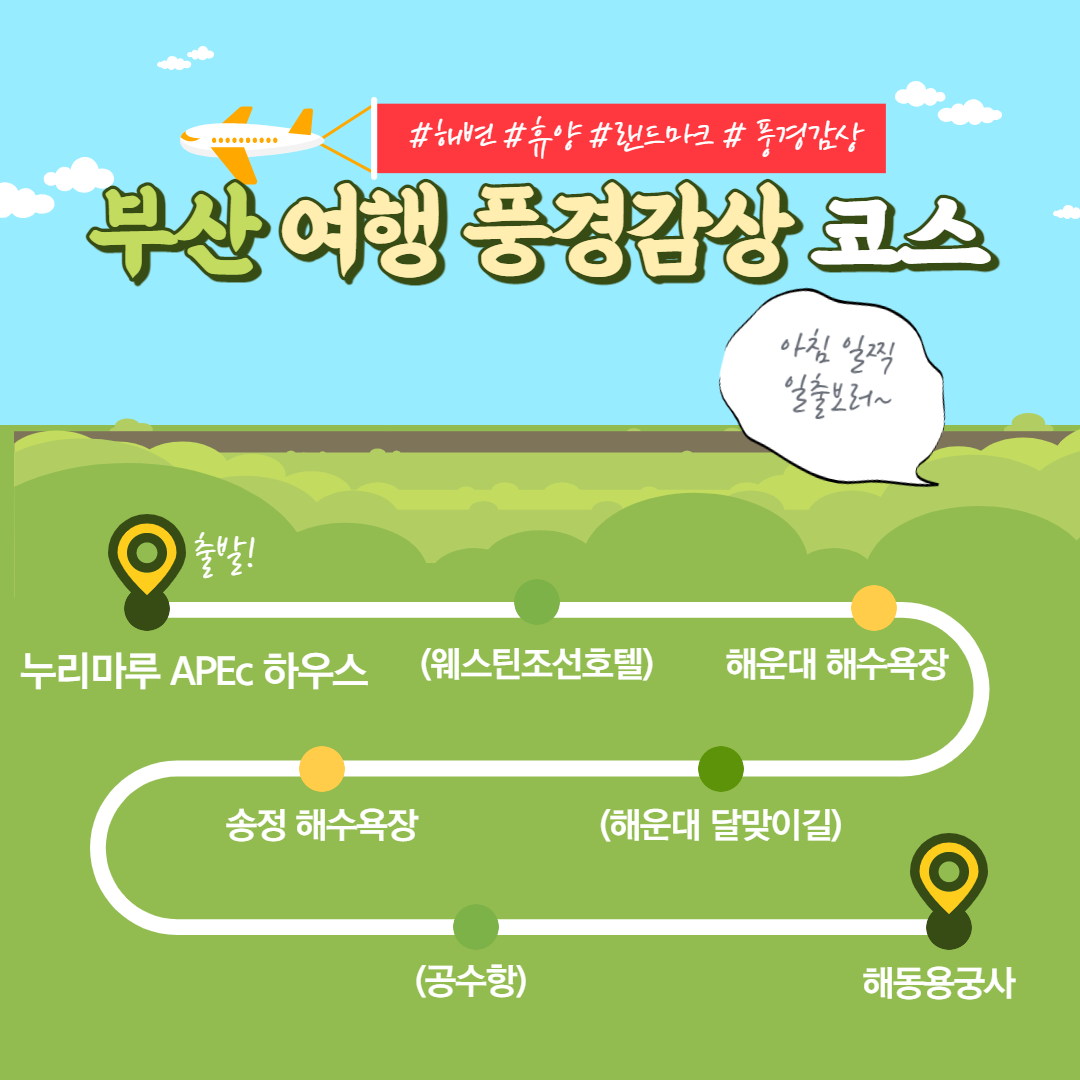 #해변 #휴양 #랜드마크 # 풍경감상
부산 여행 풍경감상 코스
아침 일찍
일출보러~
출발!
누리마루 APEc 하우스
(웨스틴조선호텔)
해운대 해수욕장
송정 해수욕장
(해운대 달맞이길)
(공수항)
해동용궁사